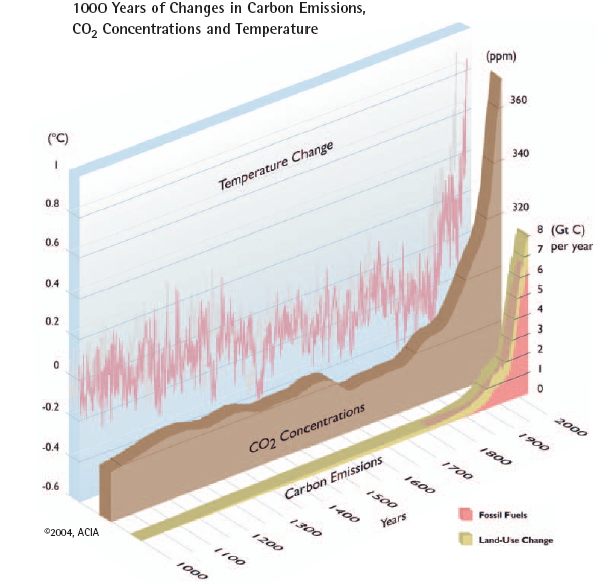 1000 Years of Changes in Carbon Emissions,
CO₂ Concentrations and Temperature
(ppm)
360
340
320
(°C)
1
0.8
0.6
0.4
0.2
0
-0.2
-0.4
-0.6
Temperature Change
8 (Gt C)
7 per year
6
5
4
3
2
1
0
CO₂ Concentrations
Carbon Emissions
1000
1100
1200
1300
1400
1500
1600
1700
1800
1900
2000
Years
Fossil Fuels
Land-Use Change
©2004, ACIA